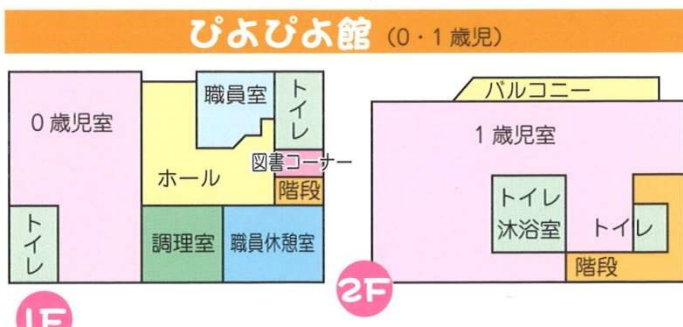 ぴよぴよ館 (0・1歳児)
0歳児室
トイレ
ホール
職員室
トイレ
図書コーナー
階段
調理室
職員休憩室
1F
バルコニー
1歳児室
トイレ
沐浴室
トイレ
階段
2F